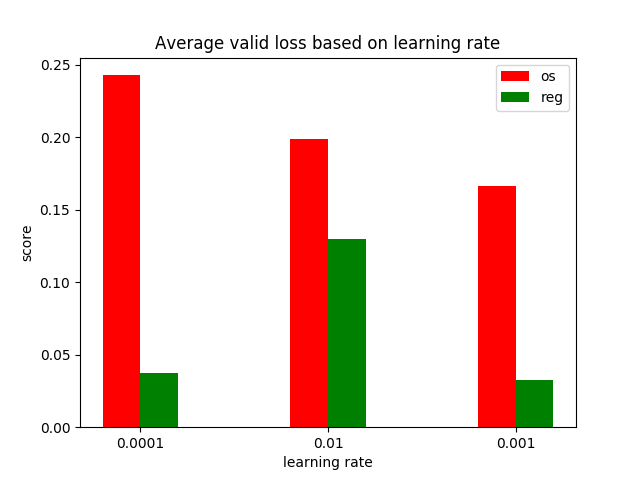 Average valid loss based on learning rate
os
reg
0.25
0.20
0.15
0.10
0.05
0.00
score
0.0001 0.01 0.001
learning rate